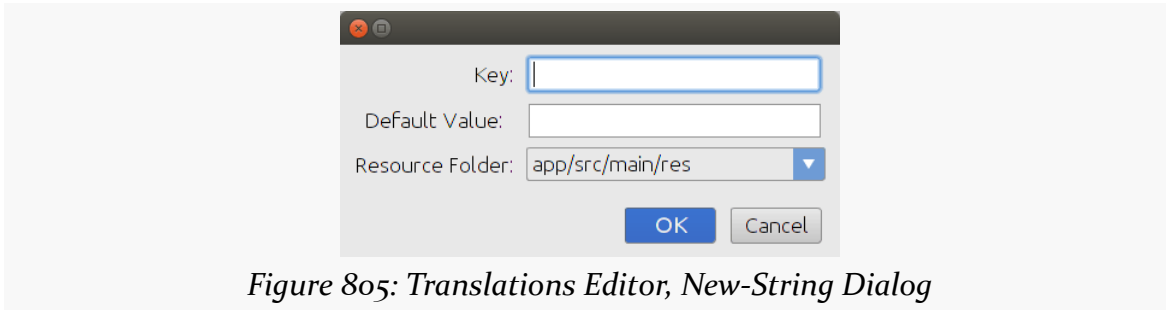 Key:
Default Value:
Resource Folder: app/src/main/res
OK Cancel
Figure 805: Translations Editor, New-String Dialog